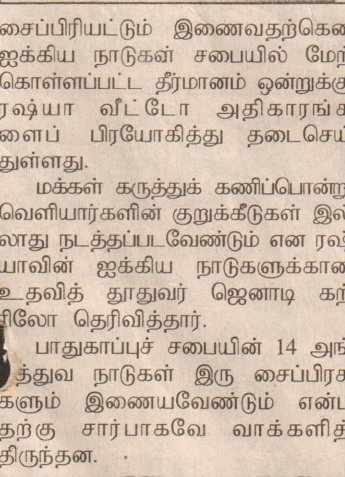 சைப்பிரியட்டும் இணைவதற்கென
ஐக்கிய நாடுகள் சபையில் மேற்
கொள்ளப்பட்ட தீர்மானம் ஒன்றுக்கு
ரஷ்யா வீட்டோ அதிகாரங்க
ளைப் பிரயோகித்து தடைசெய்
துள்ளது.
மக்கள் கருத்துக் கணிப்பொன்று
வெளியார்களின் குறுக்கீடுகள் இல்
லாது நடத்தப்படவேண்டும் என ரஷ்
யாவின் ஐக்கிய நாடுகளுக்கான
உதவித் தூதுவர் ஜெனாடி கற்
ரிலோ தெரிவித்தார்.
பாதுகாப்புச் சபையின் 14 அங்
த்துவ நாடுகள் இரு சைப்பிரசு
களும் இணையவேண்டும் என்ப
தற்கு சார்பாகவே வாக்களித்
திருந்தன.